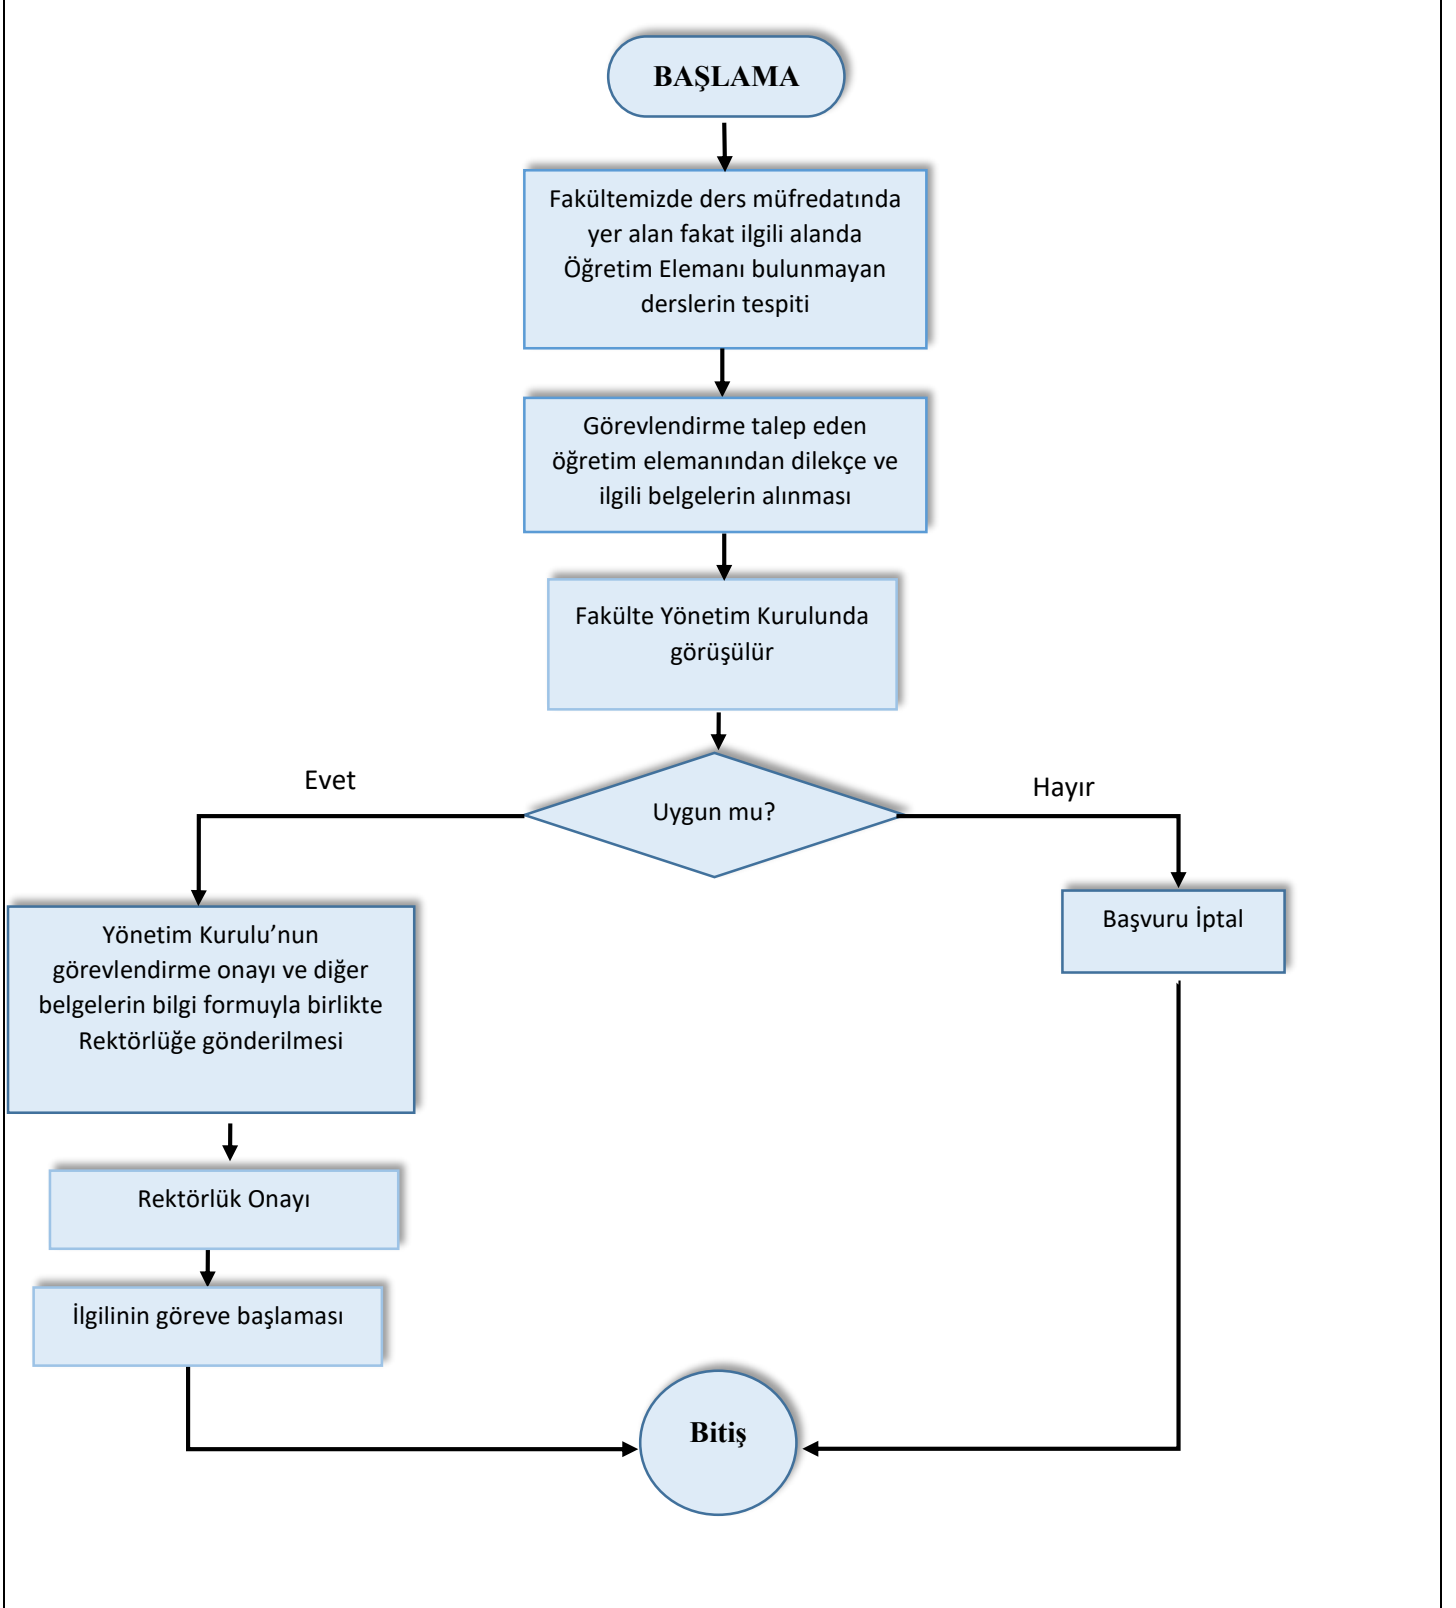 BAŞLAMA
Fakültemizde ders müfredatında
yer alan fakat ilgili alanda
Öğretim Elemanı bulunmayan
derslerin tespiti
Görevlendirme talep eden
öğretim elemanından dilekçe ve
ilgili belgelerin alınması
Fakülte Yönetim Kurulunda
görüşülür
Evet
Uygun mu?
Hayır
Yönetim Kurulu’nun
görevlendirme onayı ve diğer
belgelerin bilgi formuyla birlikte
Rektörlüğe gönderilmesi
Başvuru İptal
Rektörlük Onayı
İlgilinin göreve başlaması
Bitiş